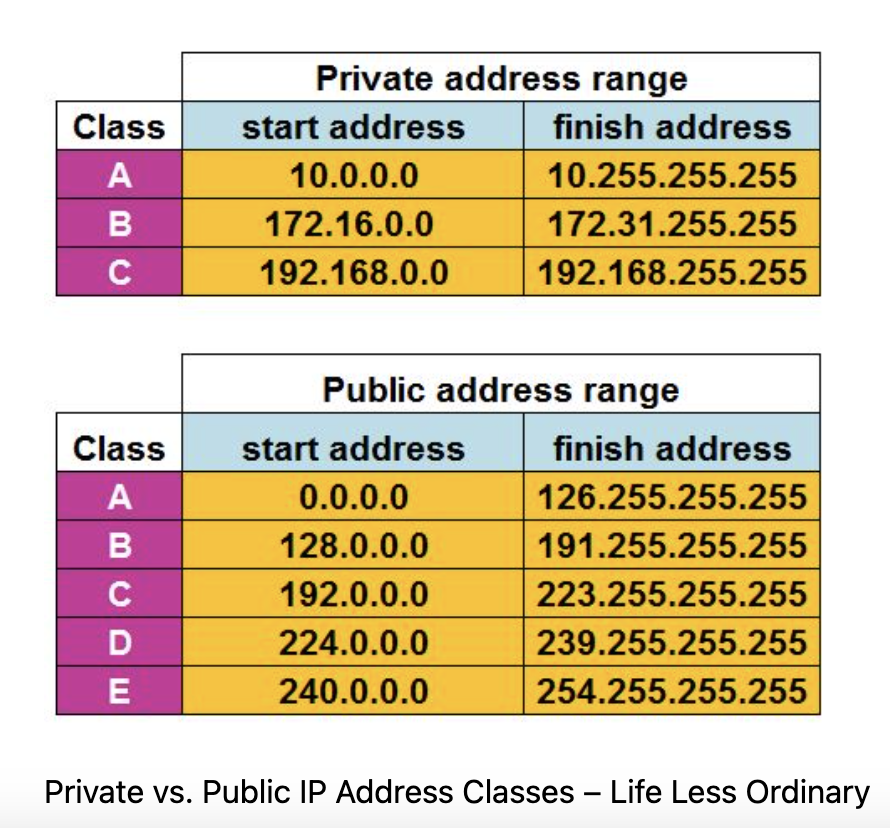 Private address range
Class start address finish address
A 10.0.0.0 10.255.255.255
B 172.16.0.0 172.31.255.255
C 192.168.0.0 192.168.255.255
Public address range
Class start address finish address
A 0.0.0.0 126.255.255.255
B 128.0.0.0 191.255.255.255
C 192.0.0.0 223.255.255.255
D 224.0.0.0 239.255.255.255
E 240.0.0.0 254.255.255.255
Private vs. Public IP Address Classes – Life Less Ordinary